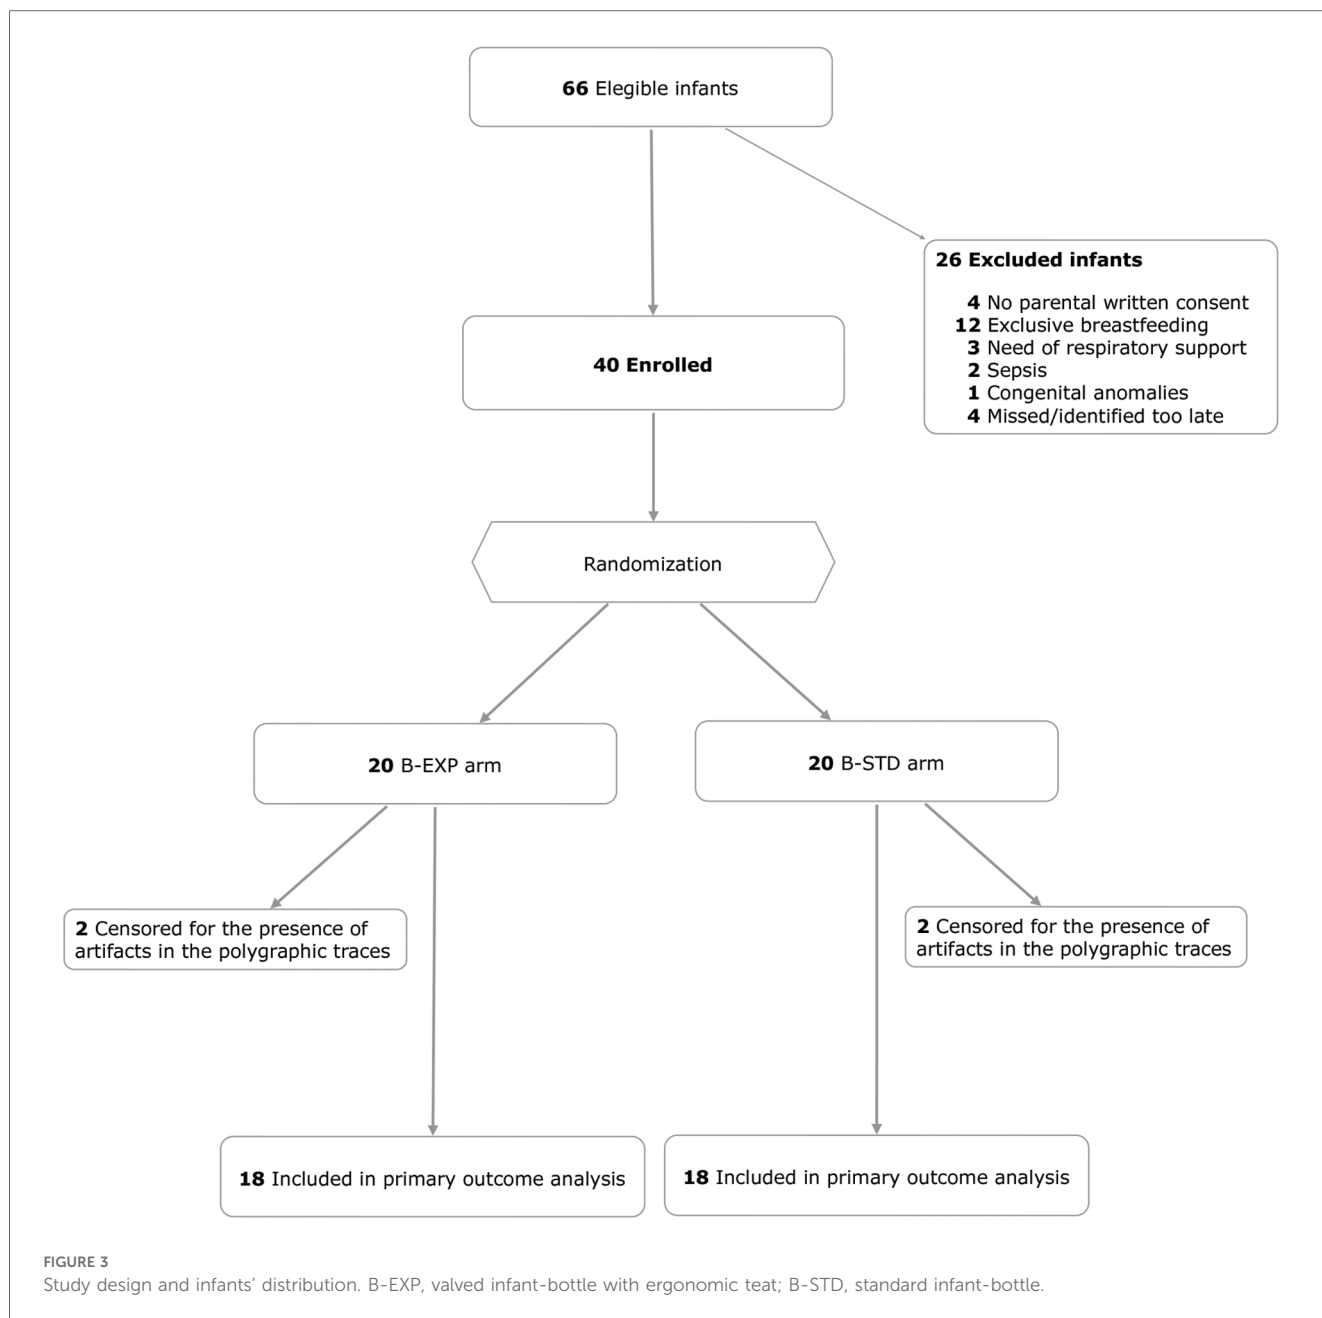 66 Elegible infants
26 Excluded infants
4 No parental written consent
12 Exclusive breastfeeding
3 Need of respiratory support
2 Sepsis
1 Congenital anomalies
4 Missed/identified too late
40 Enrolled
Randomization
20 B-EXP arm
20 B-STD arm
2 Censored for the presence of
artifacts in the polygraphic traces
2 Censored for the presence of
artifacts in the polygraphic traces
18 Included in primary outcome analysis
18 Included in primary outcome analysis
FIGURE 3
Study design and infants’ distribution. B-EXP, valved infant-bottle with ergonomic teat; B-STD, standard infant-bottle.